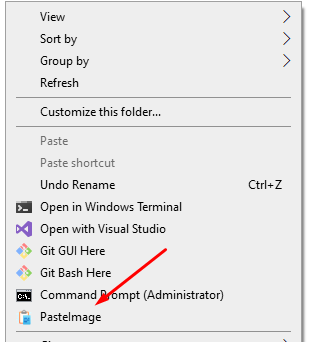 View
Sort by
Group by
Refresh
Customize this folder...
Paste
Paste shortcut
Undo Rename Ctrl+Z
Open in Windows Terminal
Open with Visual Studio
Git GUI Here
Git Bash Here
Command Prompt (Administrator)
PasteImage